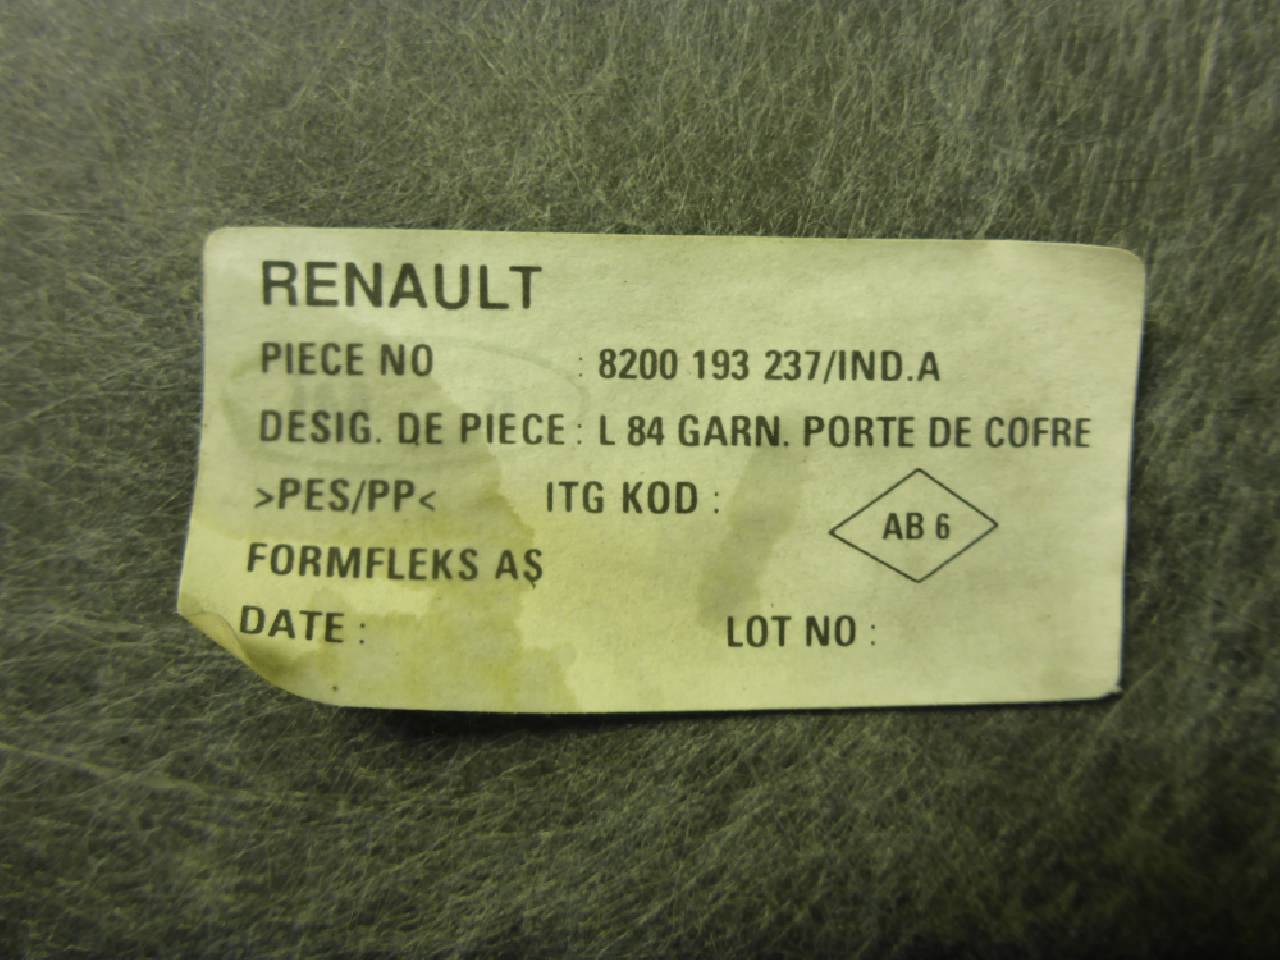 RENAULT
PIECE NO : 8200 193 237/IND.A
DESIG. DE PIECE : L 84 GARN. PORTE DE COFRE
>PES/PP< ITG KOD : AB 6
FORMFLEKS AŞ
DATE : LOT NO :